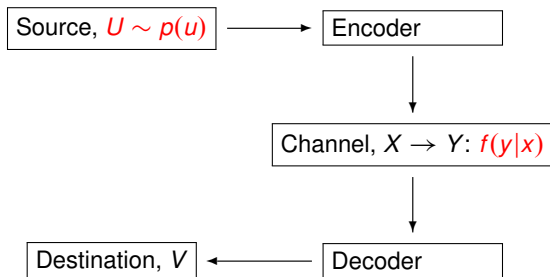 Source, U ∼ p(u)
Encoder
Channel, X → Y: f(y|x)
Destination, V
Decoder